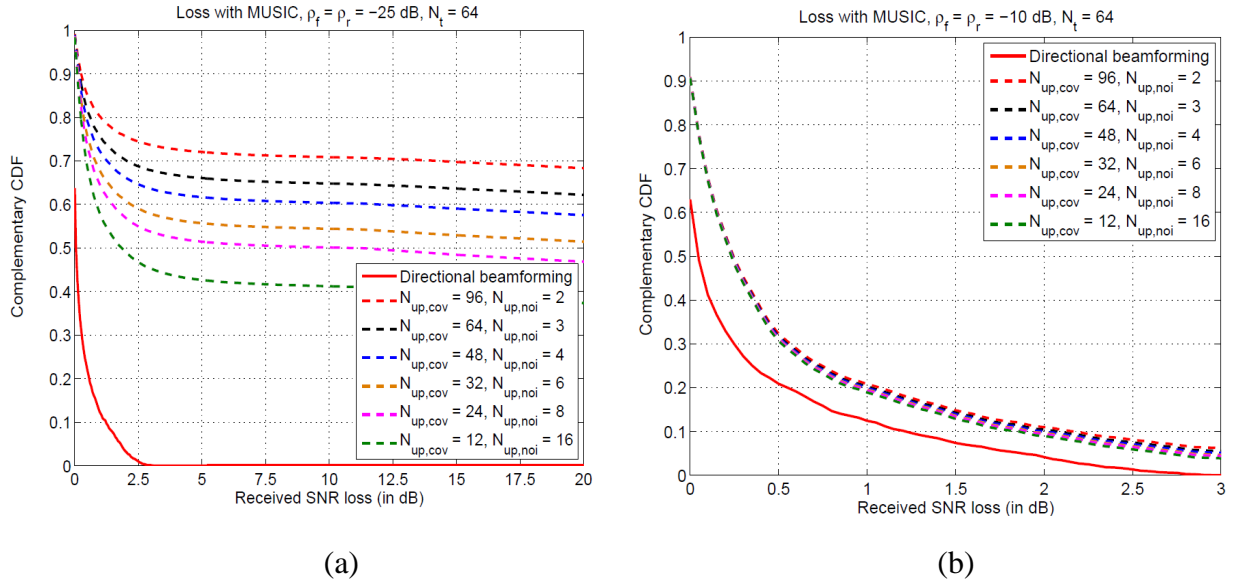 Loss with MUSIC, ρf = ρr = −25 dB, Nt = 64
Complementary CDF
1
0.9
0.8
0.7
0.6
0.5
0.4
0.3
0.2
0.1
0
Directional beamforming
Nup,cov = 96, Nup,noi = 2
Nup,cov = 64, Nup,noi = 3
Nup,cov = 48, Nup,noi = 4
Nup,cov = 32, Nup,noi = 6
Nup,cov = 24, Nup,noi = 8
Nup,cov = 12, Nup,noi = 16
0 2.5 5 7.5 10 12.5 15 17.5 20
Received SNR loss (in dB)
(a)
Loss with MUSIC, ρf = ρr = −10 dB, Nt = 64
Complementary CDF
1
0.9
0.8
0.7
0.6
0.5
0.4
0.3
0.2
0.1
0
Directional beamforming
Nup,cov = 96, Nup,noi = 2
Nup,cov = 64, Nup,noi = 3
Nup,cov = 48, Nup,noi = 4
Nup,cov = 32, Nup,noi = 6
Nup,cov = 24, Nup,noi = 8
Nup,cov = 12, Nup,noi = 16
0 0.5 1 1.5 2 2.5 3
Received SNR loss (in dB)
(b)